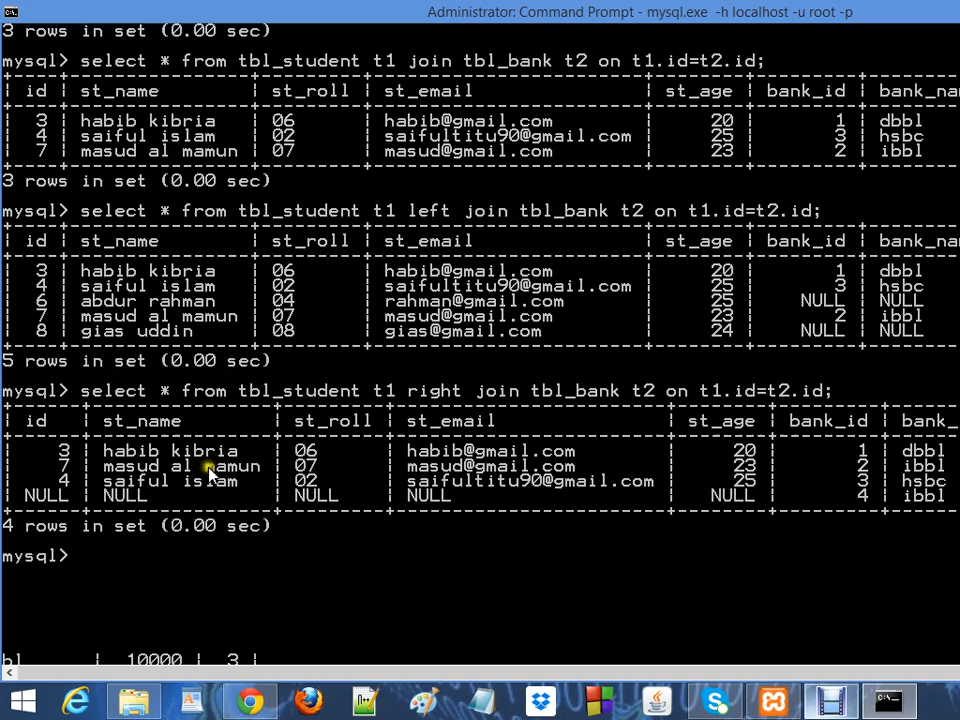 Administrator: Command Prompt - mysql.exe -h localhost -u root -p
3 rows in set (0.00 sec)
mysql> select * from tbl_student t1 join tbl_bank t2 on t1.id=t2.id;
| id | st_name | st_roll | st_email | st_age | bank_id | bank_na
| 3 | habib kibria | 06 | habib@gmail.com | 20 | 1 | dbbl
| 4 | saiful islam | 02 | saifultitu90@gmail.com | 25 | 3 | hsbc
| 7 | masud al mamun | 07 | masud@gmail.com | 23 | 2 | ibbl
3 rows in set (0.00 sec)
mysql> select * from tbl_student t1 left join tbl_bank t2 on t1.id=t2.id;
| id | st_name | st_roll | st_email | st_age | bank_id | bank_na
| 3 | habib kibria | 06 | habib@gmail.com | 20 | 1 | dbbl
| 4 | saiful islam | 02 | saifultitu90@gmail.com | 25 | 3 | hsbc
| 6 | abdur rahman | 04 | rahman@gmail.com | 25 | NULL | NULL
| 7 | masud al mamun | 07 | masud@gmail.com | 23 | 2 | ibbl
| 8 | gias uddin | 08 | gias@gmail.com | 24 | NULL | NULL
5 rows in set (0.00 sec)
mysql> select * from tbl_student t1 right join tbl_bank t2 on t1.id=t2.id;
| id | st_name | st_roll | st_email | st_age | bank_id | bank_
| 3 | habib kibria | 06 | habib@gmail.com | 20 | 1 | dbbl
| 7 | masud al mamun | 07 | masud@gmail.com | 23 | 2 | ibbl
| 4 | saiful islam | 02 | saifultitu90@gmail.com | 25 | 3 | hsbc
| NULL | NULL | NULL | NULL | NULL | 4 | ibbl
4 rows in set (0.00 sec)
mysql>
bl | 10000 | 3 |